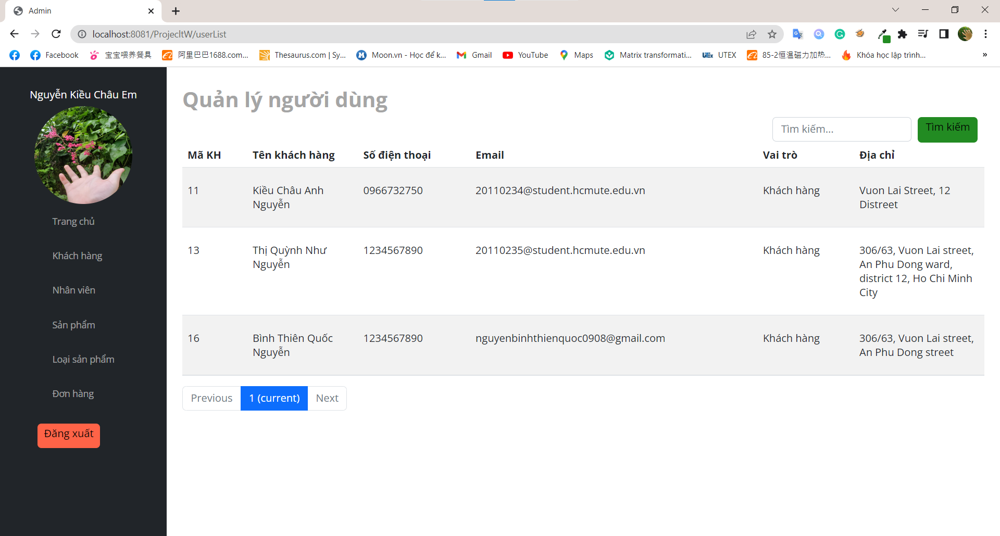 Admin
localhost:8081/ProjecltW/userList
Facebook
宝宝喂养餐具
阿里巴巴1688.com...
Thesaurus.com | Sy...
Moon.vn - Học để k...
Gmail
YouTube
Maps
Matrix transformati...
UEx UTEX
85-2恒温磁力加热...
Khóa học lập trình...
»
Nguyễn Kiều Châu Em
Trang chủ
Khách hàng
Nhân viên
Sản phẩm
Loại sản phẩm
Đơn hàng
Đăng xuất
Quản lý người dùng
Tìm kiếm...
Tìm kiếm
Mã KH Tên khách hàng Số điện thoại Email Vai trò Địa chỉ
11 Kiều Châu Anh 0966732750 20110234@student.hcmute.edu.vn Khách hàng Vuon Lai Street, 12
Nguyễn Distreet
13 Thị Quỳnh Như 1234567890 20110235@student.hcmute.edu.vn Khách hàng 306/63, Vuon Lai street,
Nguyễn An Phu Dong ward,
district 12, Ho Chi Minh
City
16 Bình Thiên Quốc 1234567890 nguyenbinhthienquoc0908@gmail.com Khách hàng 306/63, Vuon Lai street,
Nguyễn An Phu Dong street
Previous 1 (current) Next